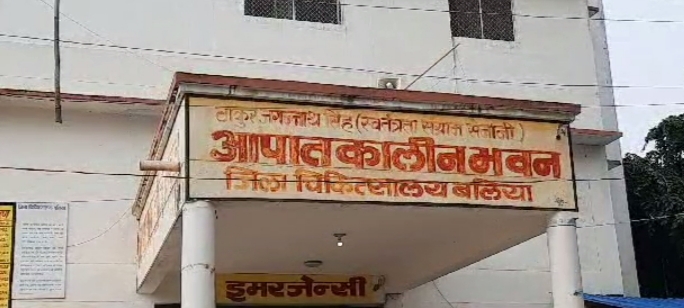 ठाकुर जगन्नाथ सिंह (स्वतंत्रता संग्राम सेनानी)
आपातकालीन भवन
जिला चिकित्सालय बलिया
इमरजेन्सी